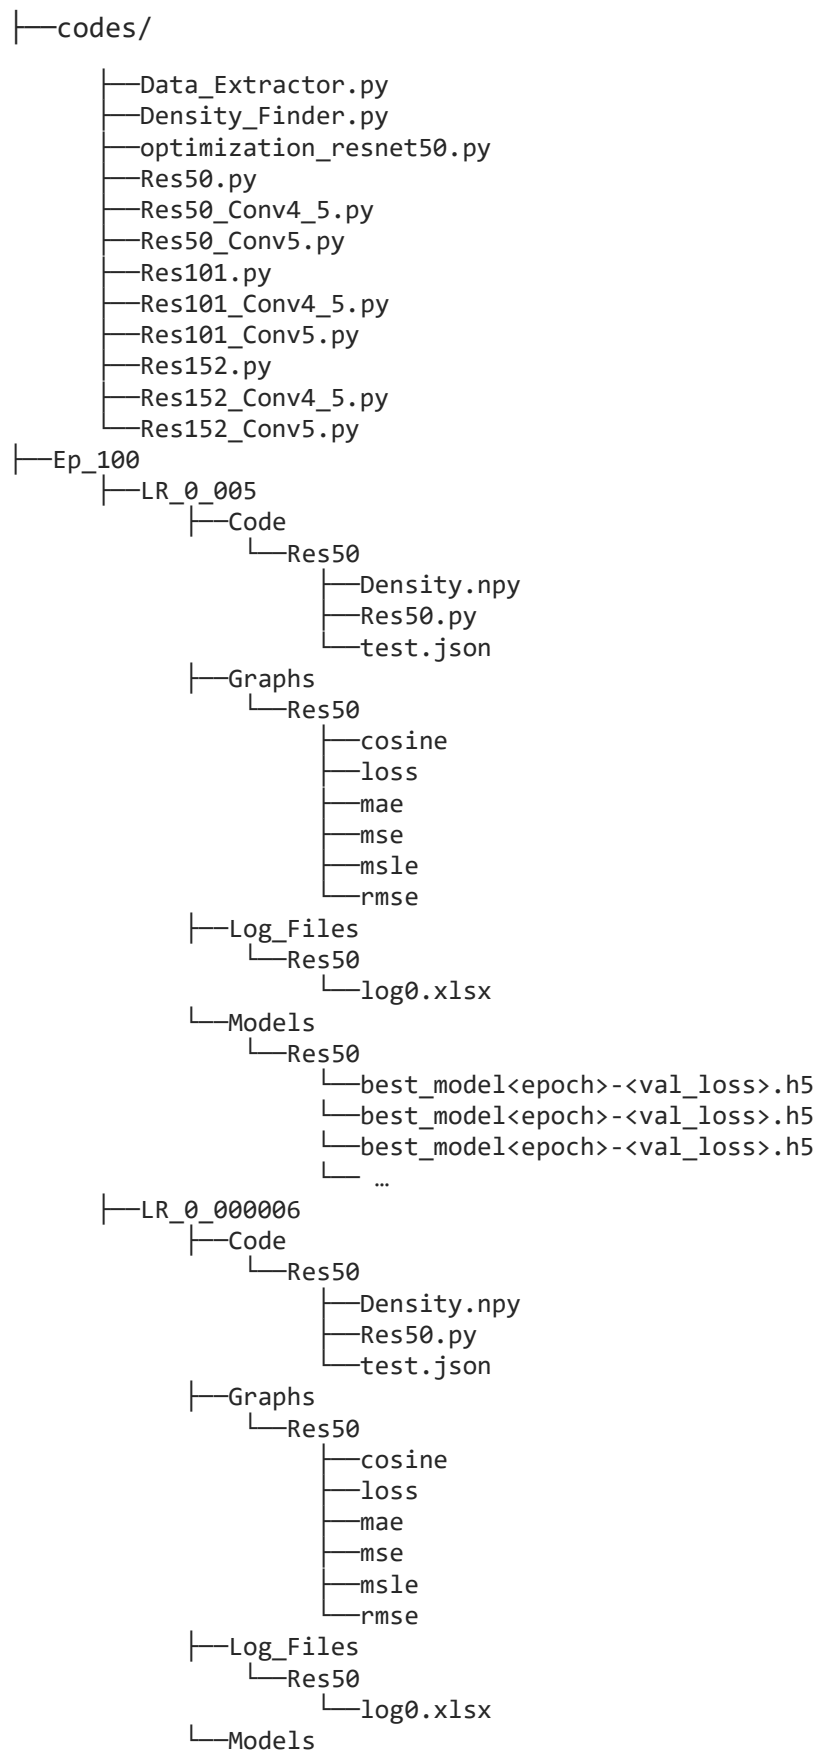 ├──codes/
├──Data_Extractor.py
├──Density_Finder.py
├──optimization_resnet50.py
├──Res50.py
├──Res50_Conv4_5.py
├──Res50_Conv5.py
├──Res101.py
├──Res101_Conv4_5.py
├──Res101_Conv5.py
├──Res152.py
├──Res152_Conv4_5.py
└──Res152_Conv5.py
├──Ep_100
├──LR_0_005
├──Code
└──Res50
├──Density.npy
├──Res50.py
└──test.json
├──Graphs
└──Res50
├──cosine
├──loss
├──mae
├──mse
├──msle
└──rmse
├──Log_Files
└──Res50
└──log0.xlsx
└──Models
└──Res50
└──best_model<epoch>-<val_loss>.h5
└──best_model<epoch>-<val_loss>.h5
└──best_model<epoch>-<val_loss>.h5
└── …
├──LR_0_000006
├──Code
└──Res50
├──Density.npy
├──Res50.py
└──test.json
├──Graphs
└──Res50
├──cosine
├──loss
├──mae
├──mse
├──msle
└──rmse
├──Log_Files
└──Res50
└──log0.xlsx
└──Models